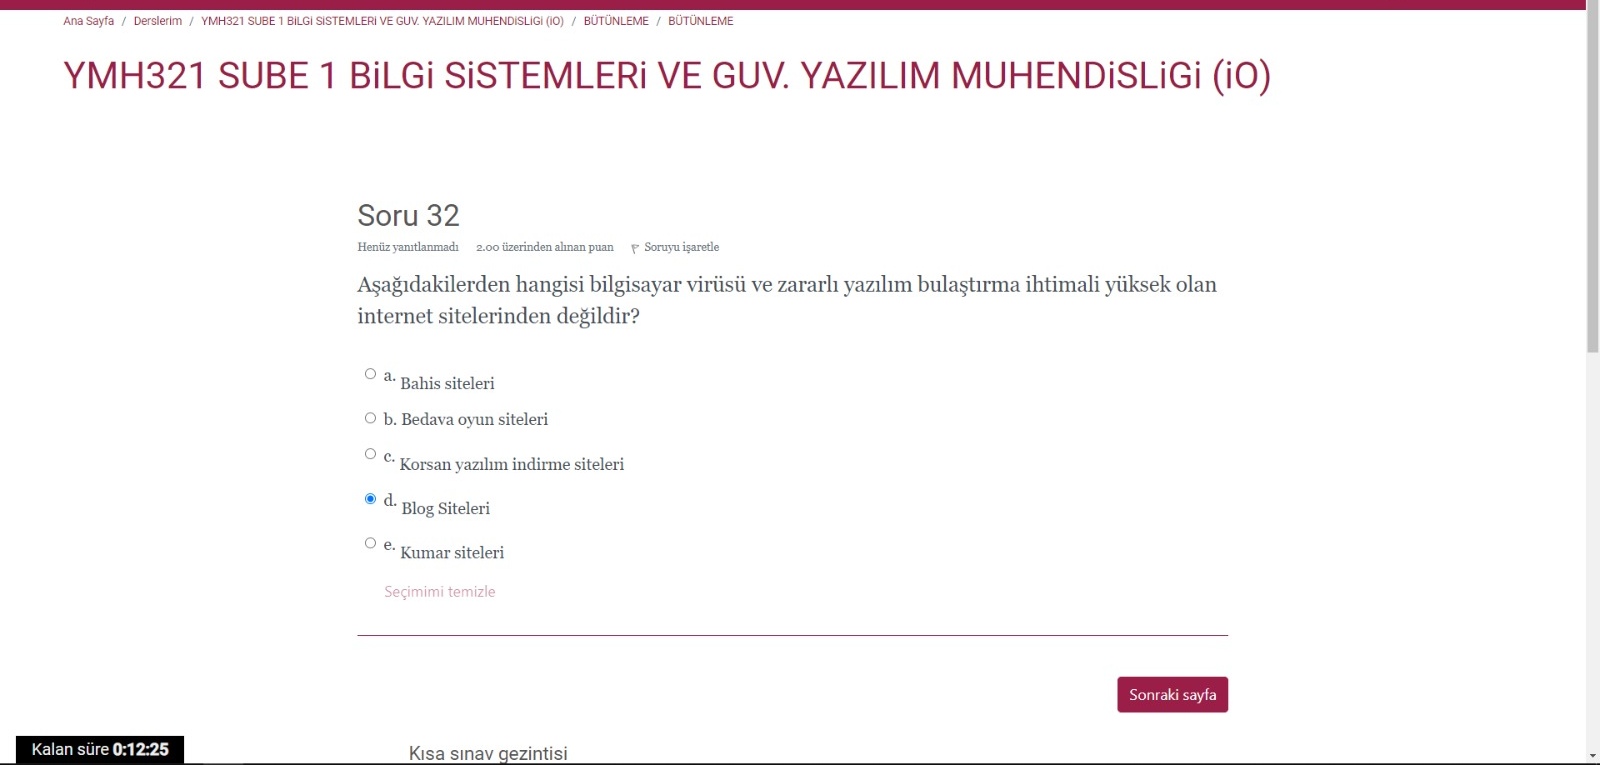 Ana Sayfa / Derslerim / YMH321 SUBE 1 BiLGi SiSTEMLERi VE GUV. YAZILIM MUHENDiSLiGi (iO) / BÜTÜNLEME / BÜTÜNLEME
YMH321 SUBE 1 BiLGi SiSTEMLERi VE GUV. YAZILIM MUHENDiSLiGi (iO)
Soru 32
Henüz yanıtlanmadı 2.00 üzerinden alınan puan Soruyu işaretle
Aşağıdakilerden hangisi bilgisayar virüsü ve zararlı yazılım bulaştırma ihtimali yüksek olan
internet sitelerinden değildir?
a. Bahis siteleri
b. Bedava oyun siteleri
c. Korsan yazılım indirme siteleri
d. Blog Siteleri
e. Kumar siteleri
Seçimimi temizle
Sonraki sayfa
Kalan süre 0:12:25
Kısa sınav gezintisi